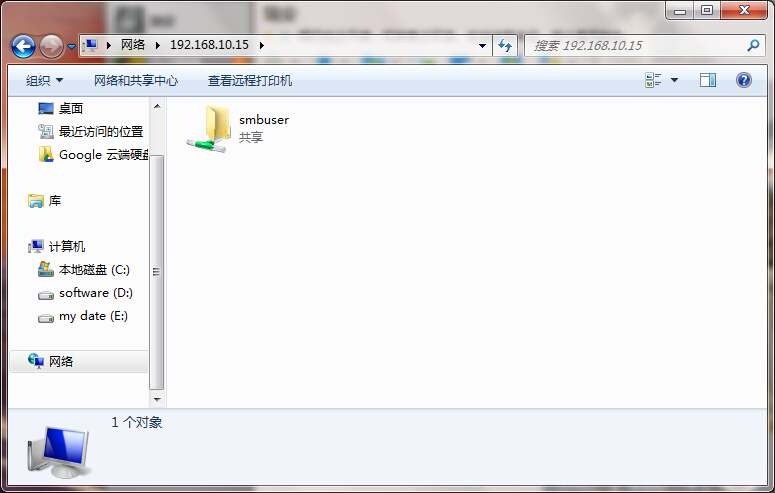 网络 192.168.10.15
搜索 192.168.10.15
组织 网络和共享中心 查看远程打印机
桌面
最近访问的位置
Google 云端硬盘
库
计算机
本地磁盘 (C:)
software (D:)
my date (E:)
网络
smbuser
共享
1 个对象